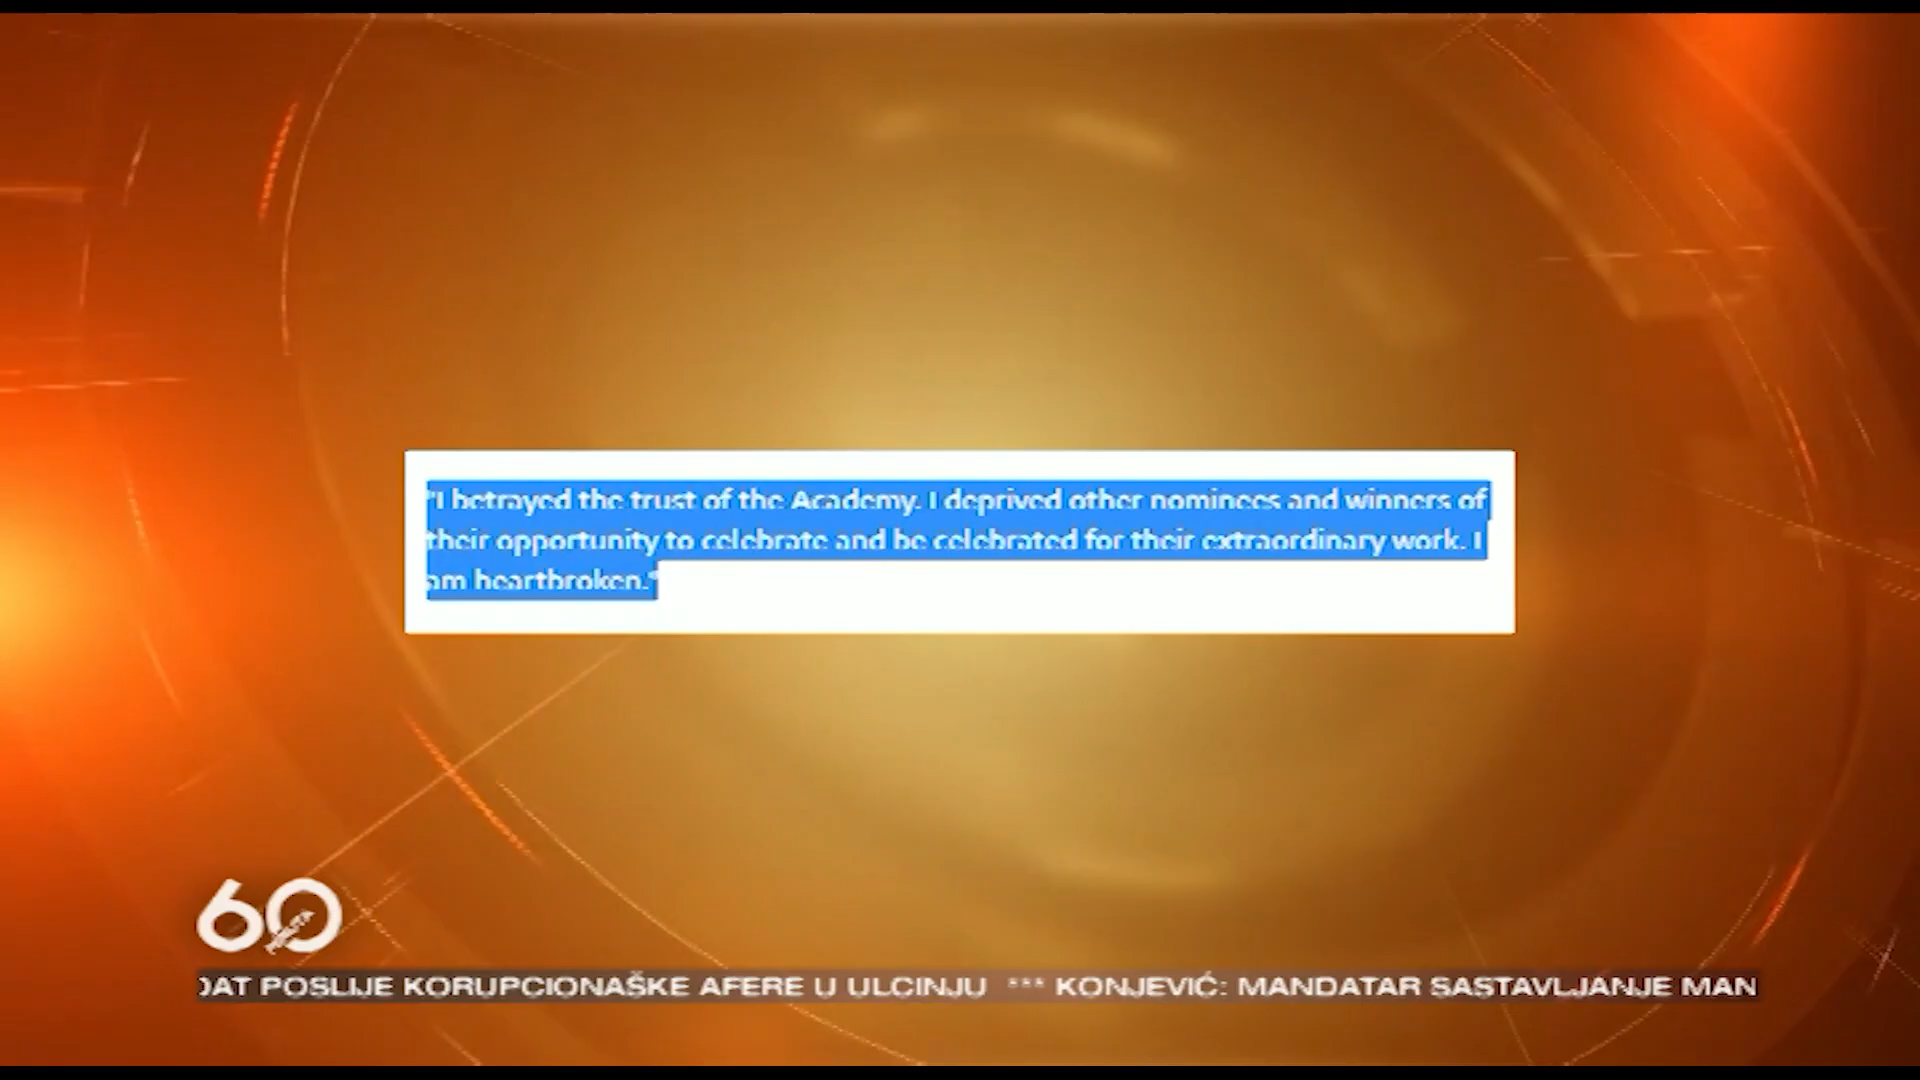 "I betrayed the trust of the Academy. I deprived other nominees and winners of
their opportunity to celebrate and be celebrated for their extraordinary work. I
am heartbroken."
60
DAT POSLIJE KORUPCIONAŠKE AFERE U ULCINJU *** KONJEVIĆ: MANDATAR SASTAVLJANJE MAN